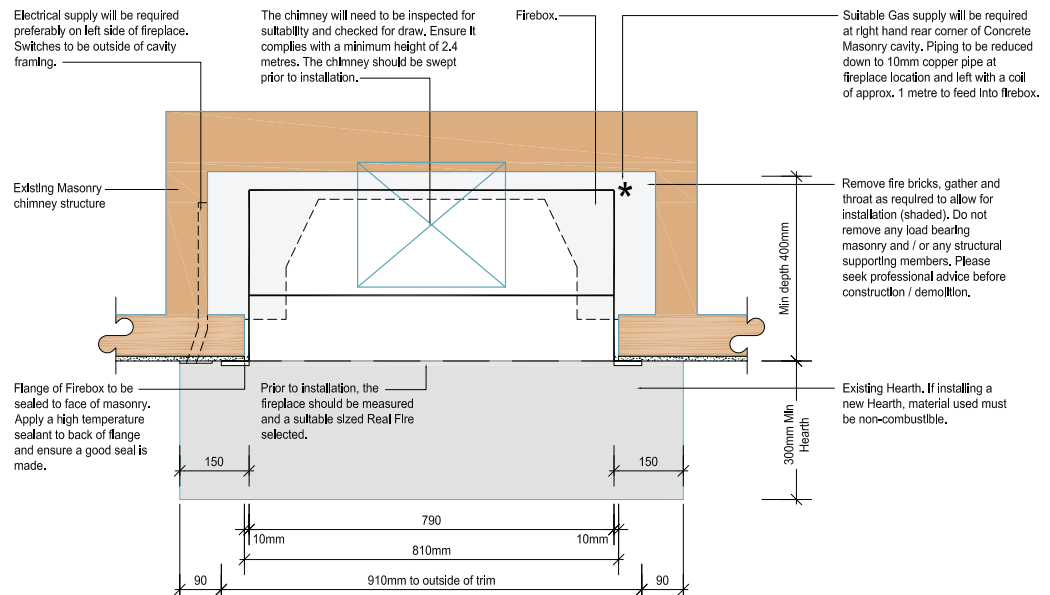 Electrical supply will be required
preferably on left side of fireplace.
Switches to be outside of cavity
framing.
The chimney will need to be inspected for
suitability and checked for draw. Ensure it
complies with a minimum height of 2.4
metres. The chimney should be swept
prior to installation.
Firebox.
Suitable Gas supply will be required
at right hand rear corner of Concrete
Masonry cavity. Piping to be reduced
down to 10mm copper pipe at
fireplace location and left with a coil
of approx. 1 metre to feed into firebox.
*
Existing Masonry
chimney structure
Remove fire bricks, gather and
throat as required to allow for
installation (shaded). Do not
remove any load bearing
masonry and / or any structural
supporting members. Please
seek professional advice before
construction / demolition.
Min depth 400mm
Flange of Firebox to be
sealed to face of masonry.
Apply a high temperature
sealant to back of flange
and ensure a good seal is
made.
Prior to installation, the
fireplace should be measured
and a suitable sized Real Fire
selected.
Existing Hearth. If installing a
new Hearth, material used must
be non-combustible.
300mm Min
Hearth
150
150
790
10mm
10mm
810mm
90
910mm to outside of trim
90